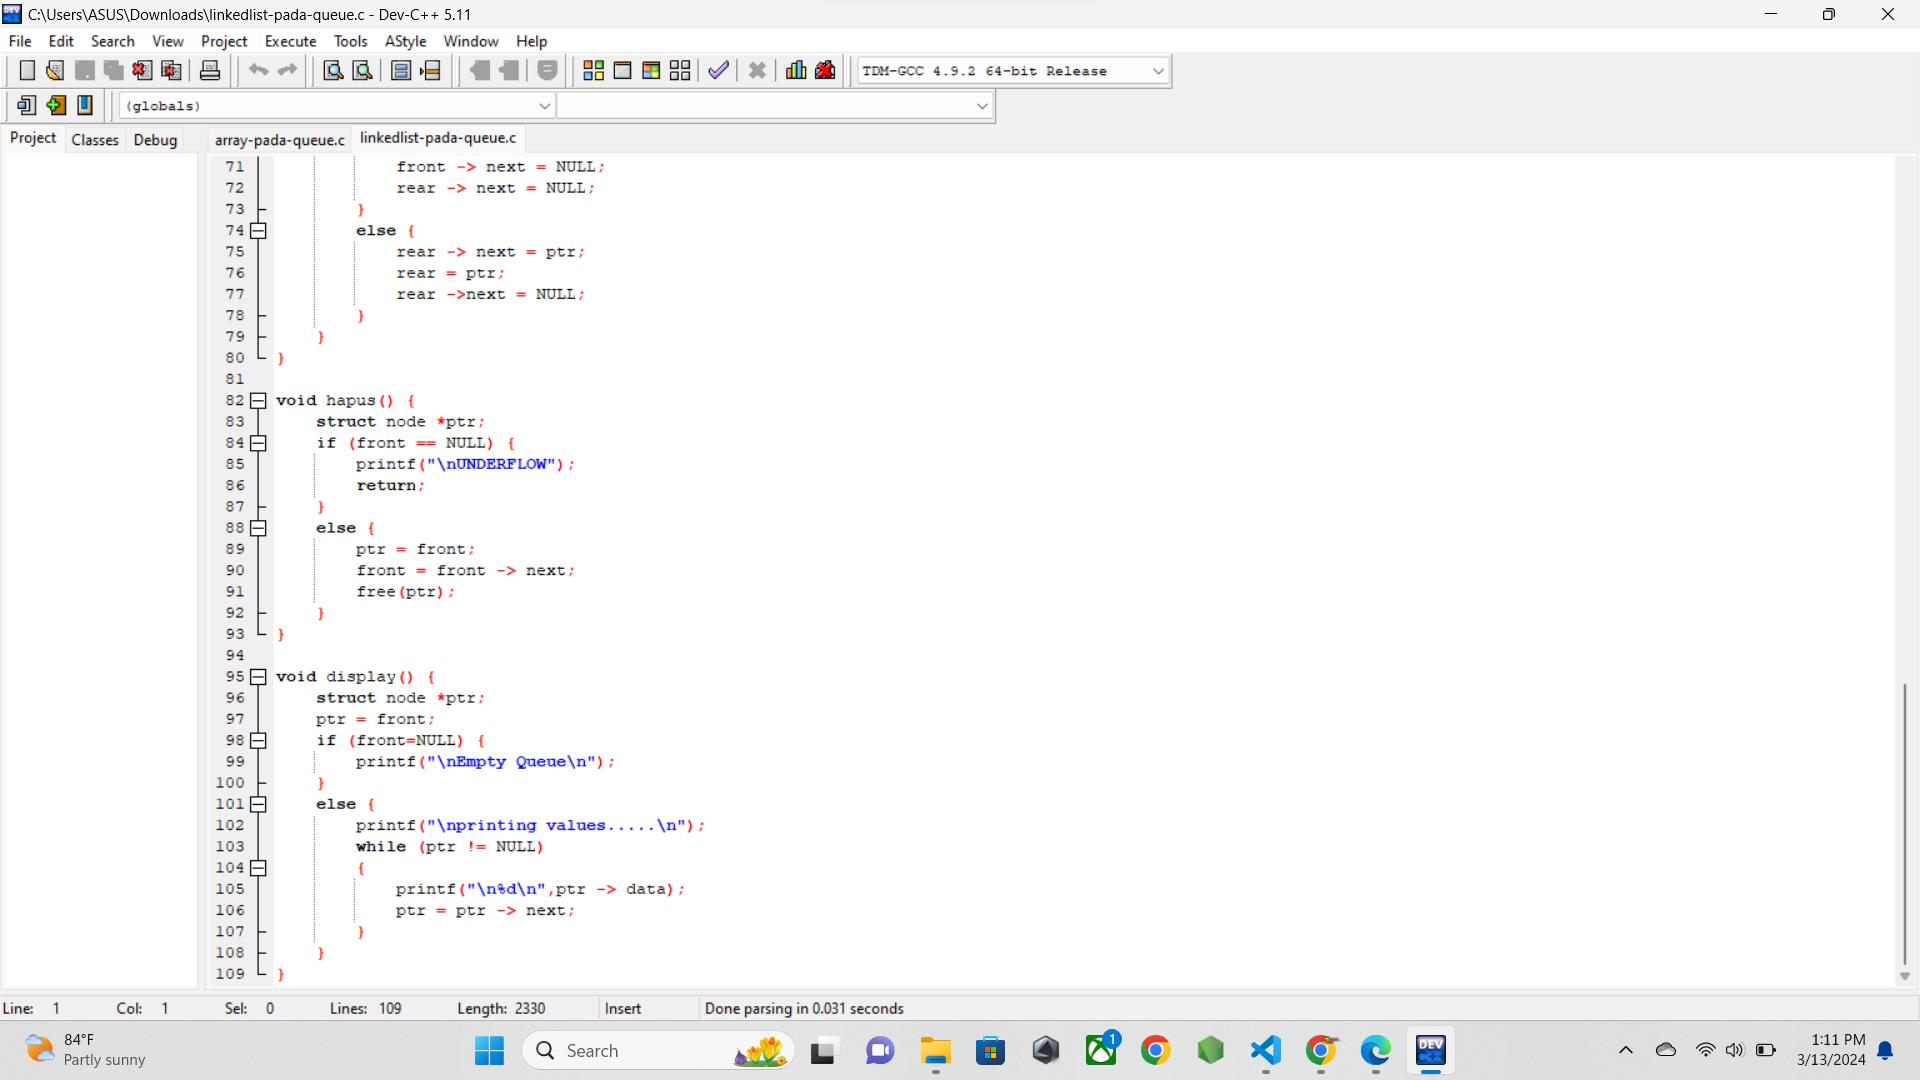 C:\Users\ASUS\Downloads\linkedlist-pada-queue.c - Dev-C++ 5.11
File Edit Search View Project Execute Tools AStyle Window Help
TDM-GCC 4.9.2 64-bit Release
(globals)
Project Classes Debug array-pada-queue.c linkedlist-pada-queue.c
71 front -> next = NULL;
72 rear -> next = NULL;
73 }
74 else {
75 rear -> next = ptr;
76 rear = ptr;
77 rear ->next = NULL;
78 }
79 }
80 }
81
82 void hapus() {
83 struct node *ptr;
84 if (front == NULL) {
85 printf("\nUNDERFLOW");
86 return;
87 }
88 else {
89 ptr = front;
90 front = front -> next;
91 free(ptr);
92 }
93 }
94
95 void display() {
96 struct node *ptr;
97 ptr = front;
98 if (front=NULL) {
99 printf("\nEmpty Queue\n");
100 }
101 else {
102 printf("\nprinting values.....\n");
103 while (ptr != NULL)
104 {
105 printf("\n%d\n",ptr -> data);
106 ptr = ptr -> next;
107 }
108 }
109 }
Line: 1 Col: 1 Sel: 0 Lines: 109 Length: 2330 Insert Done parsing in 0.031 seconds
84°F
Partly sunny
Search
1
DEV C++
1:11 PM
3/13/2024